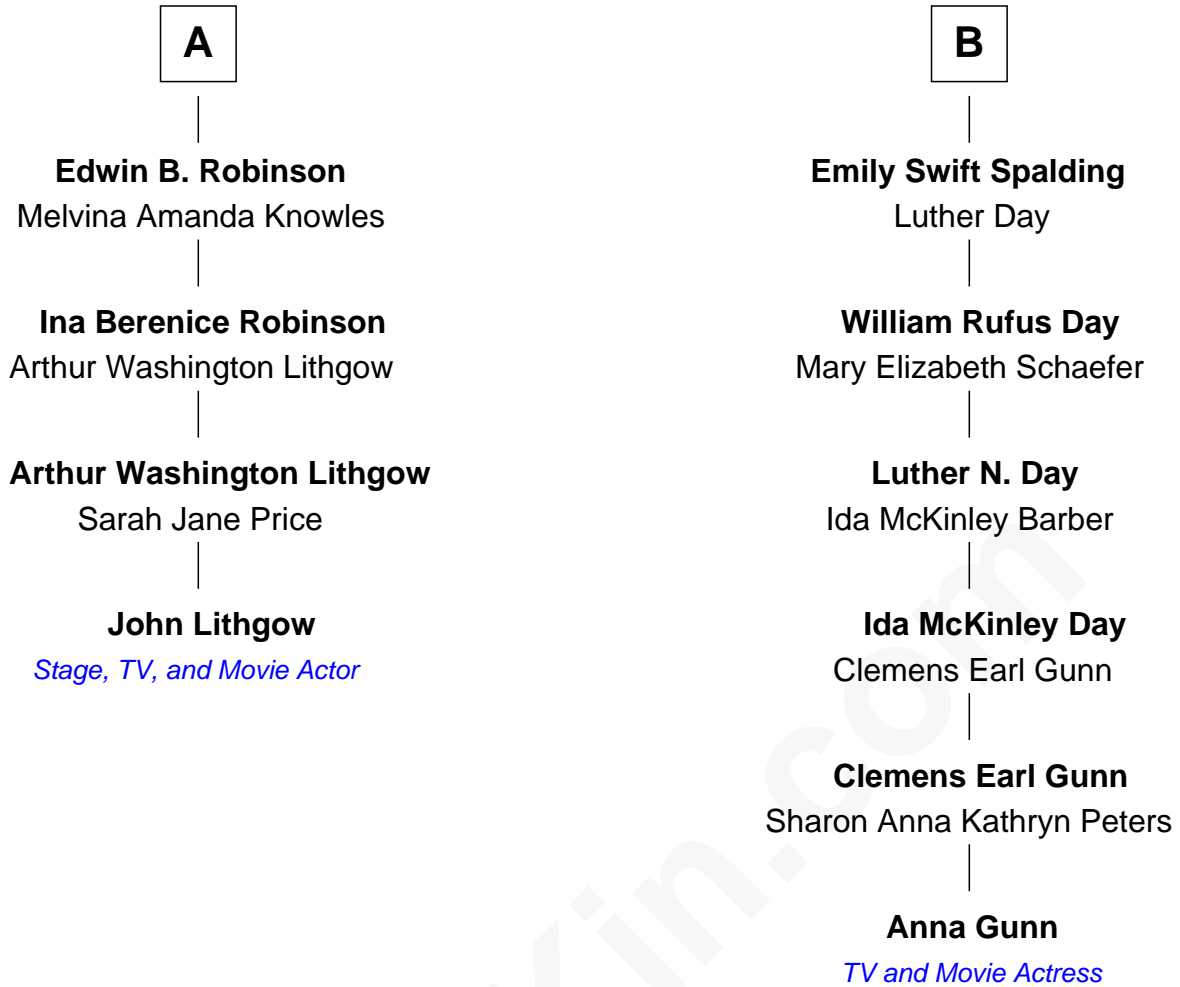 A
Edwin B. Robinson
Melvina Amanda Knowles
Ina Berenice Robinson
Arthur Washington Lithgow
Arthur Washington Lithgow
Sarah Jane Price
John Lithgow
Stage, TV, and Movie Actor
B
Emily Swift Spalding
Luther Day
William Rufus Day
Mary Elizabeth Schaefer
Luther N. Day
Ida McKinley Barber
Ida McKinley Day
Clemens Earl Gunn
Clemens Earl Gunn
Sharon Anna Kathryn Peters
Anna Gunn
TV and Movie Actress
Kin.com